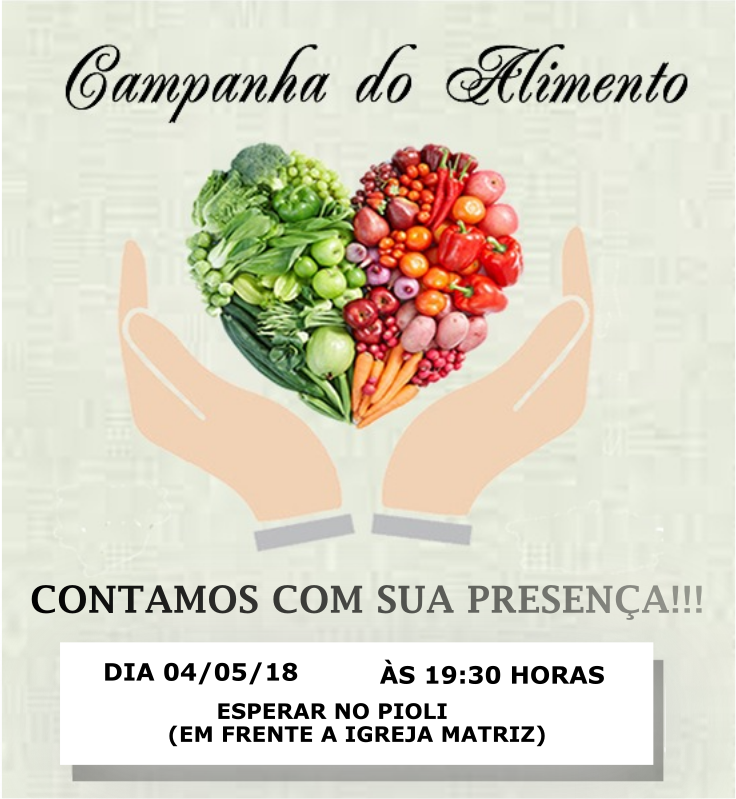 Campanha do Alimento
CONTAMOS COM SUA PRESENÇA!!!
DIA 04/05/18 ÀS 19:30 HORAS
ESPERAR NO PIOLI
(EM FRENTE A IGREJA MATRIZ)